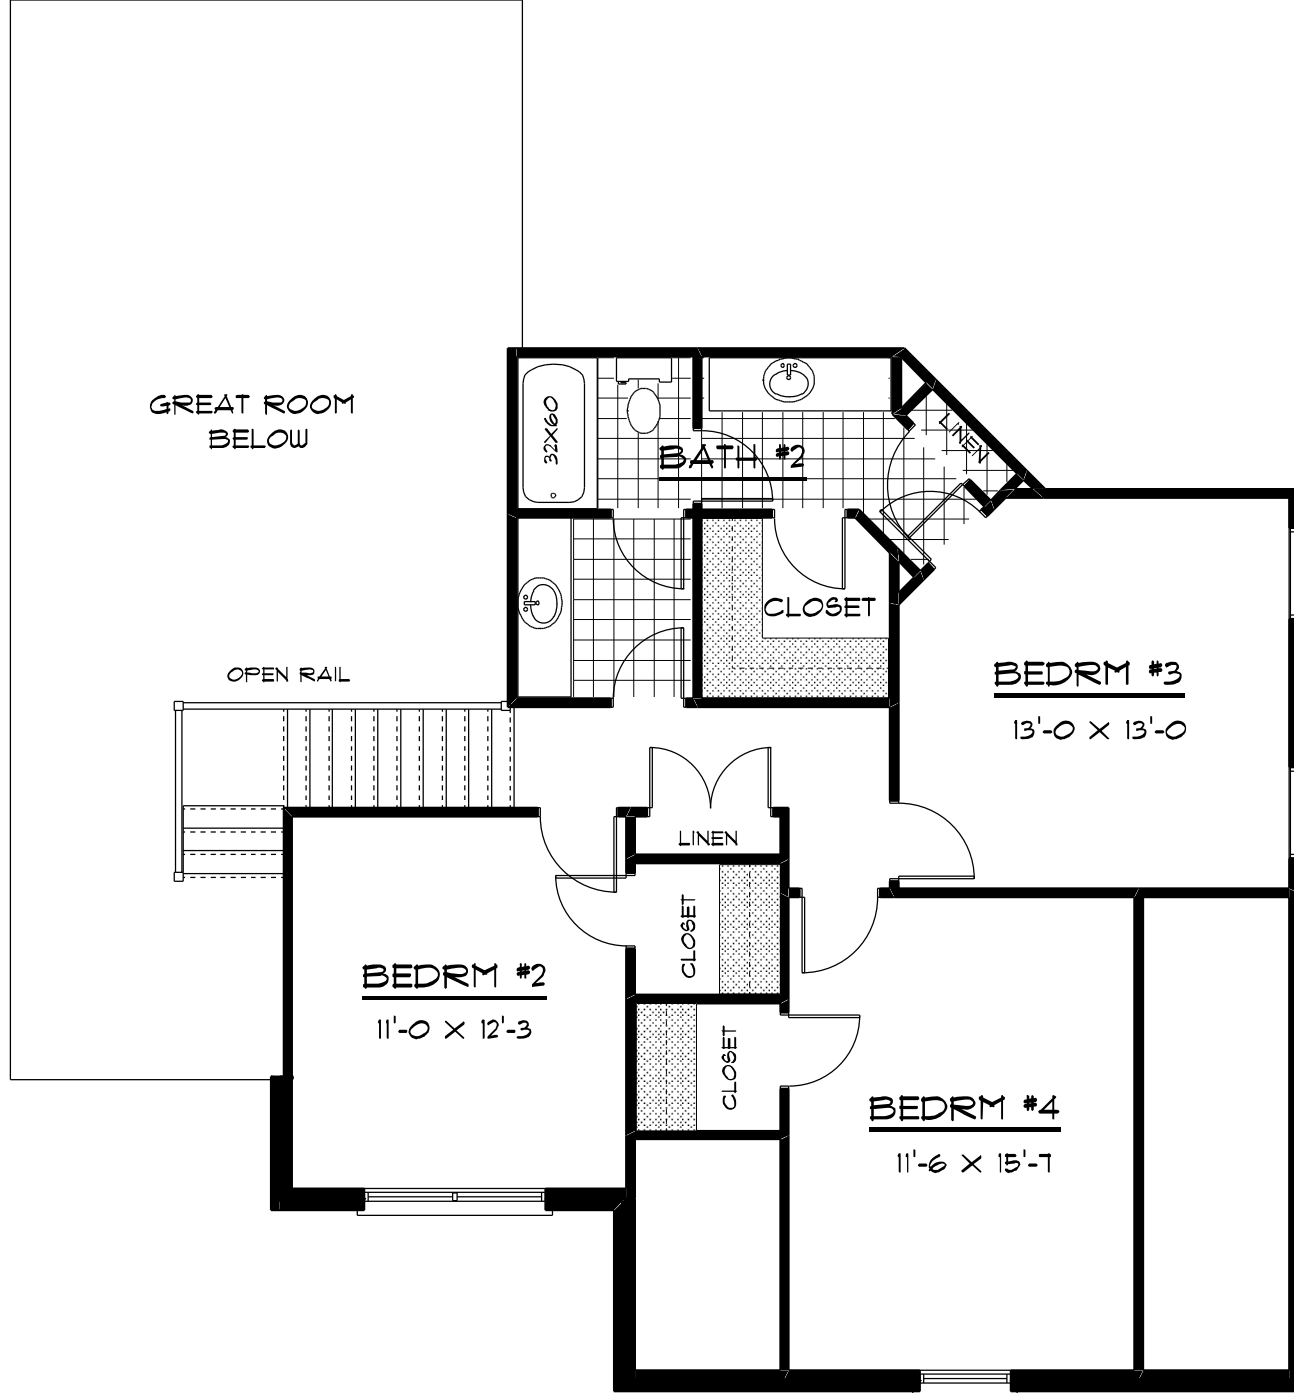 GREAT ROOM
BELOW
32X60
BATH #2
LINEN
CLOSET
OPEN RAIL
BEDRM #3
13'-0 X 13'-0
LINEN
CLOSET
BEDRM #2
11'-0 X 12'-3
CLOSET
BEDRM #4
11'-6 X 15'-7